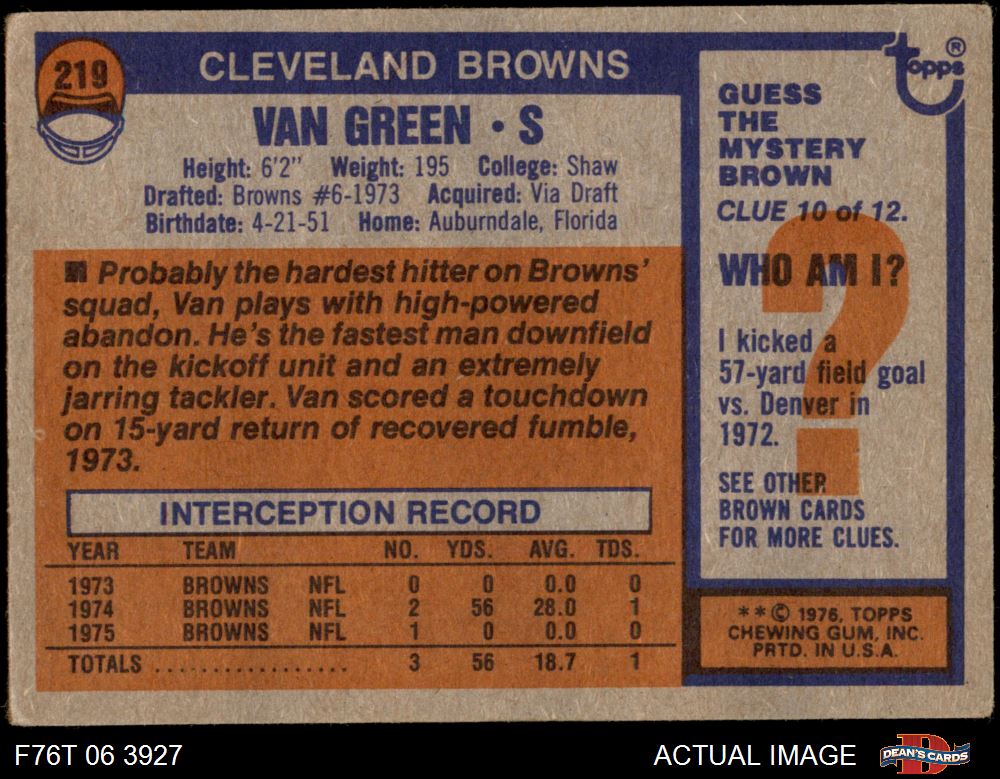 219
CLEVELAND BROWNS
VAN GREEN • S
Height: 6'2" Weight: 195 College: Shaw
Drafted: Browns #6-1973 Acquired: Via Draft
Birthdate: 4-21-51 Home: Auburndale, Florida
Probably the hardest hitter on Browns'
squad, Van plays with high-powered
abandon. He's the fastest man downfield
on the kickoff unit and an extremely
jarring tackler. Van scored a touchdown
on 15-yard return of recovered fumble,
1973.
INTERCEPTION RECORD
YEAR TEAM NO. YDS. AVG. TDS.
1973 BROWNS NFL 0 0 0.0 0
1974 BROWNS NFL 2 56 28.0 1
1975 BROWNS NFL 1 0 0.0 0
TOTALS .................. 3 56 18.7 1
topps ®
GUESS
THE
MYSTERY
BROWN
CLUE 10 of 12.
?
WHO AM I?
I kicked a
57-yard field goal
vs. Denver in
1972.
SEE OTHER
BROWN CARDS
FOR MORE CLUES.
**© 1976, TOPPS
CHEWING GUM, INC.
PRTD. IN U.S.A.
F76T 06 3927
ACTUAL IMAGE
DEAN'S CARDS